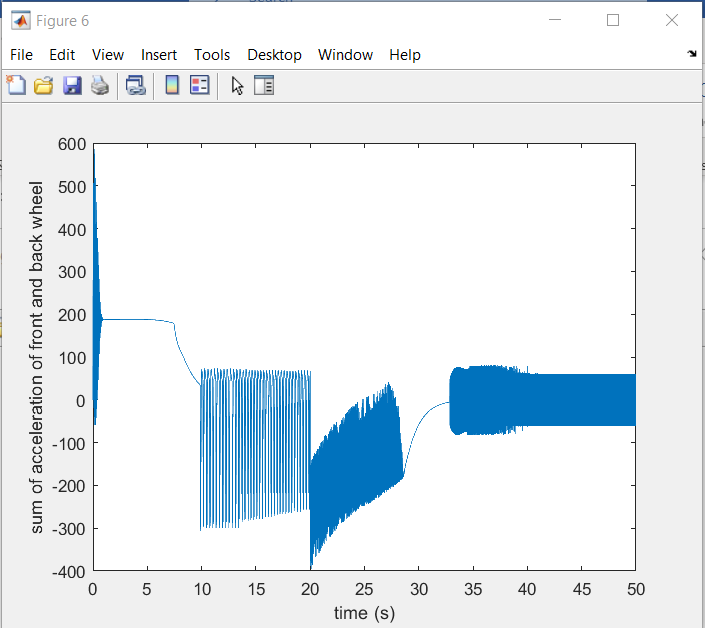 Figure 6
File Edit View Insert Tools Desktop Window Help
600
500
400
300
200
100
0
-100
-200
-300
-400
sum of acceleration of front and back wheel
0 5 10 15 20 25 30 35 40 45 50
time (s)